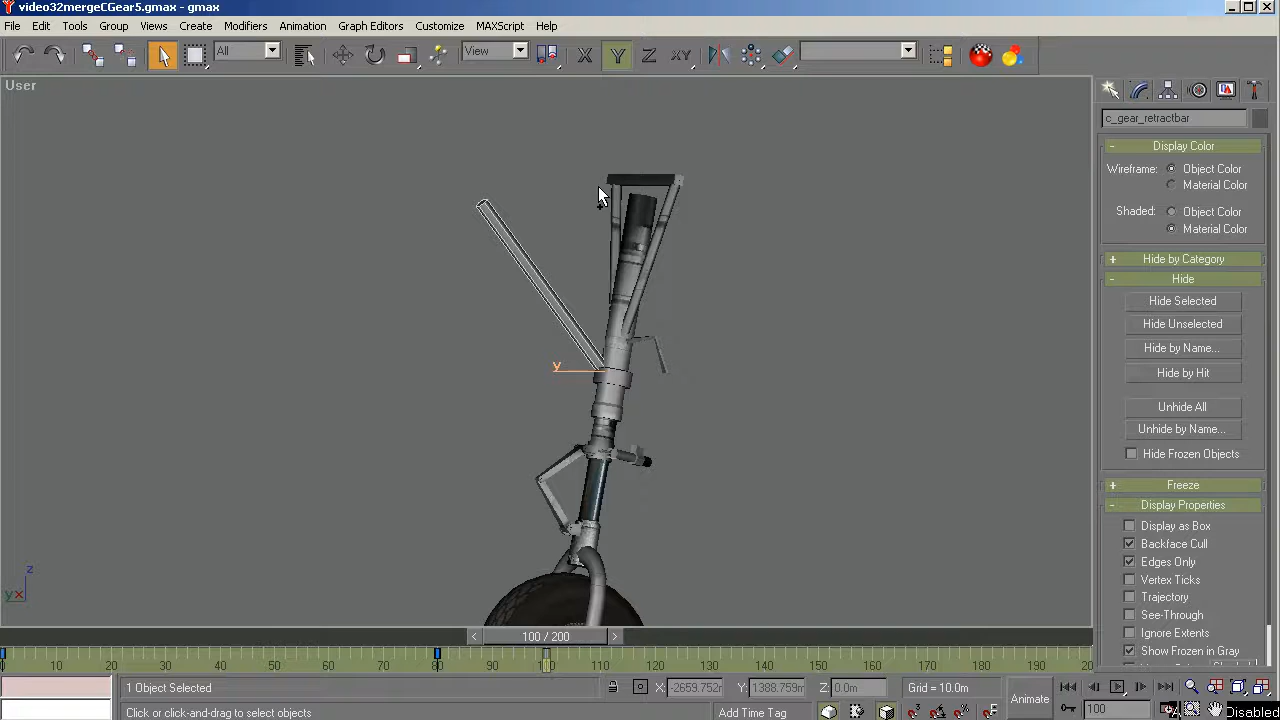 video32mergeCGear5.gmax - gmax
File Edit Tools Group Views Create Modifiers Animation Graph Editors Customize MAXScript Help
All
View
X Y Z XY
User
c_gear_retractbar
- Display Color
Wireframe: Object Color
Material Color
Shaded: Object Color
Material Color
+ Hide by Category
- Hide
Hide Selected
Hide Unselected
Hide by Name...
Hide by Hit
Unhide All
Unhide by Name...
Hide Frozen Objects
+ Freeze
- Display Properties
Display as Box
Backface Cull
Edges Only
Vertex Ticks
Trajectory
See-Through
Ignore Extents
Show Frozen in Gray
y
z
y x
< 100 / 200 >
0 10 20 30 40 50 60 70 80 90 100 110 120 130 140 150 160 170 180 190 20
1 Object Selected
X: -2659.752m Y: 1388.759m Z: 0.0m
Grid = 10.0m
Animate
Click or click-and-drag to select objects
Add Time Tag
100
Disabled